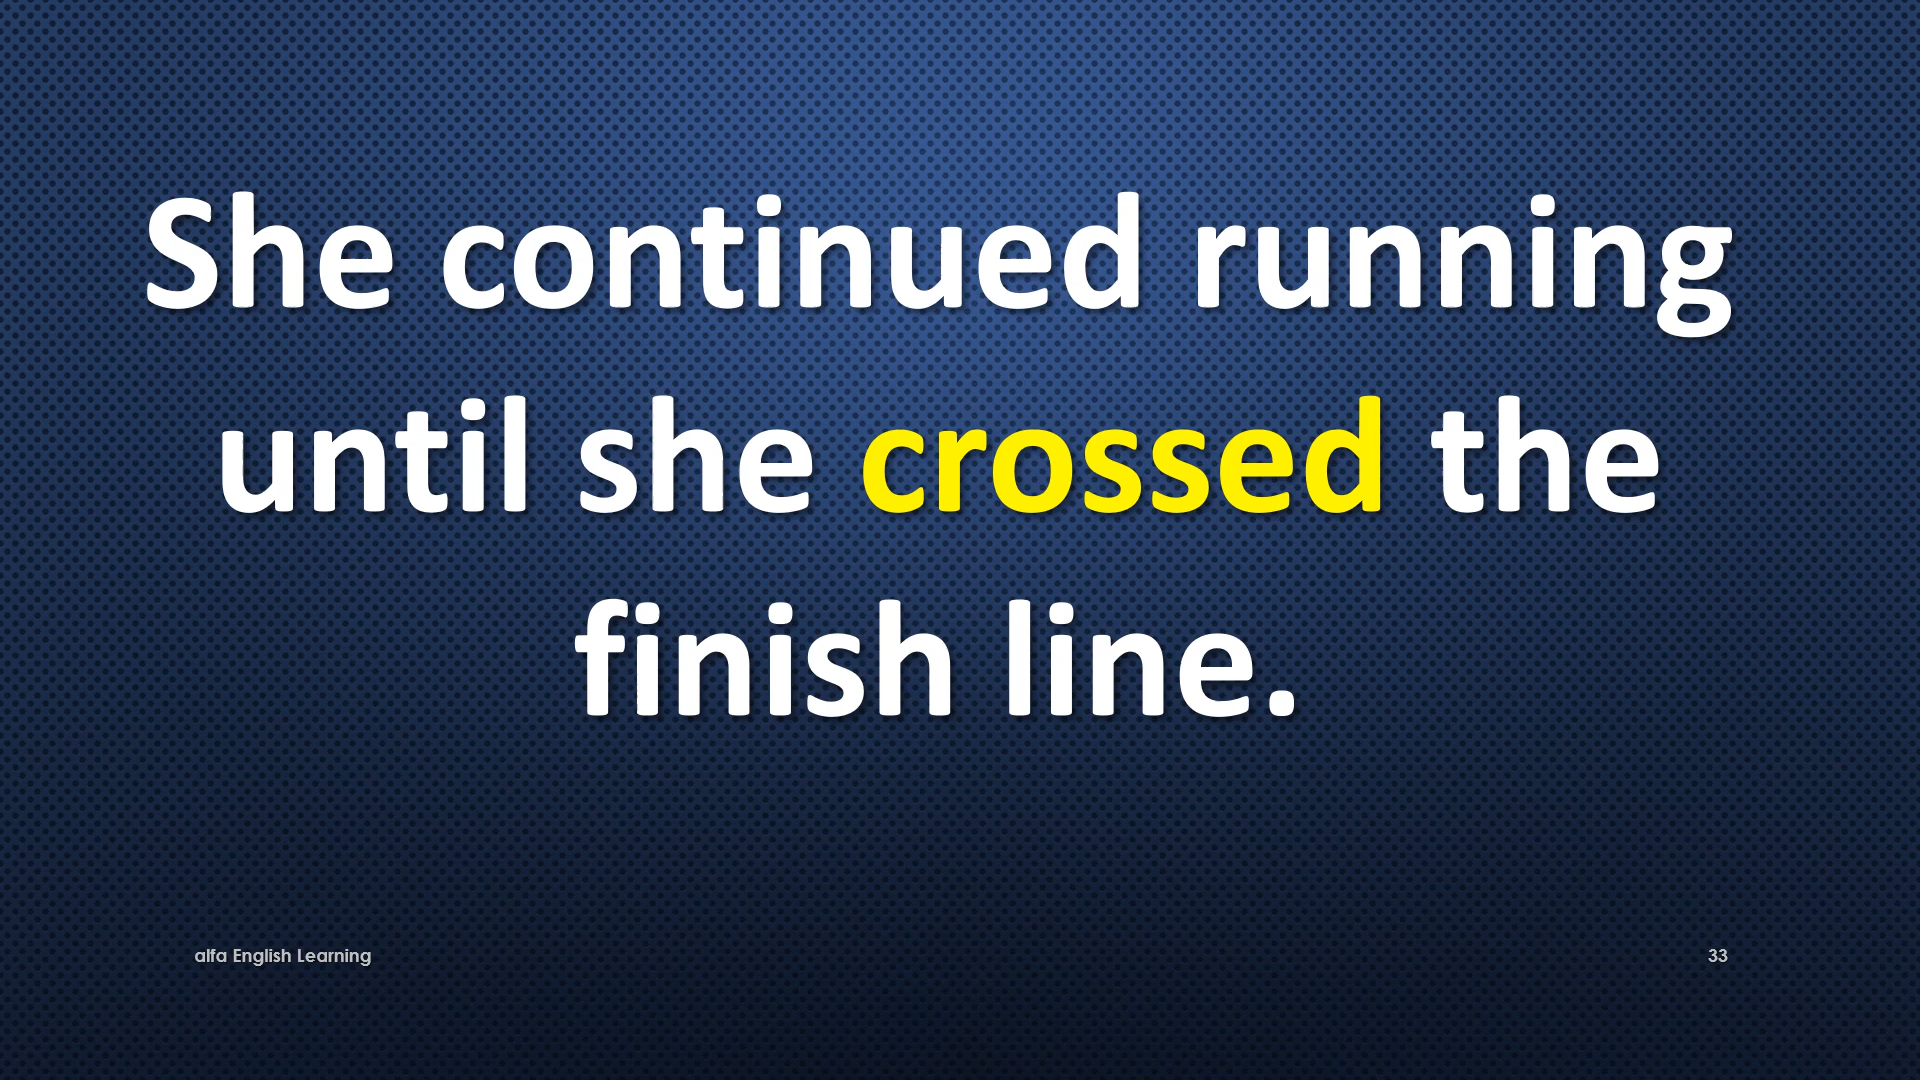 She continued running
until she crossed the
finish line.
alfa English Learning
33